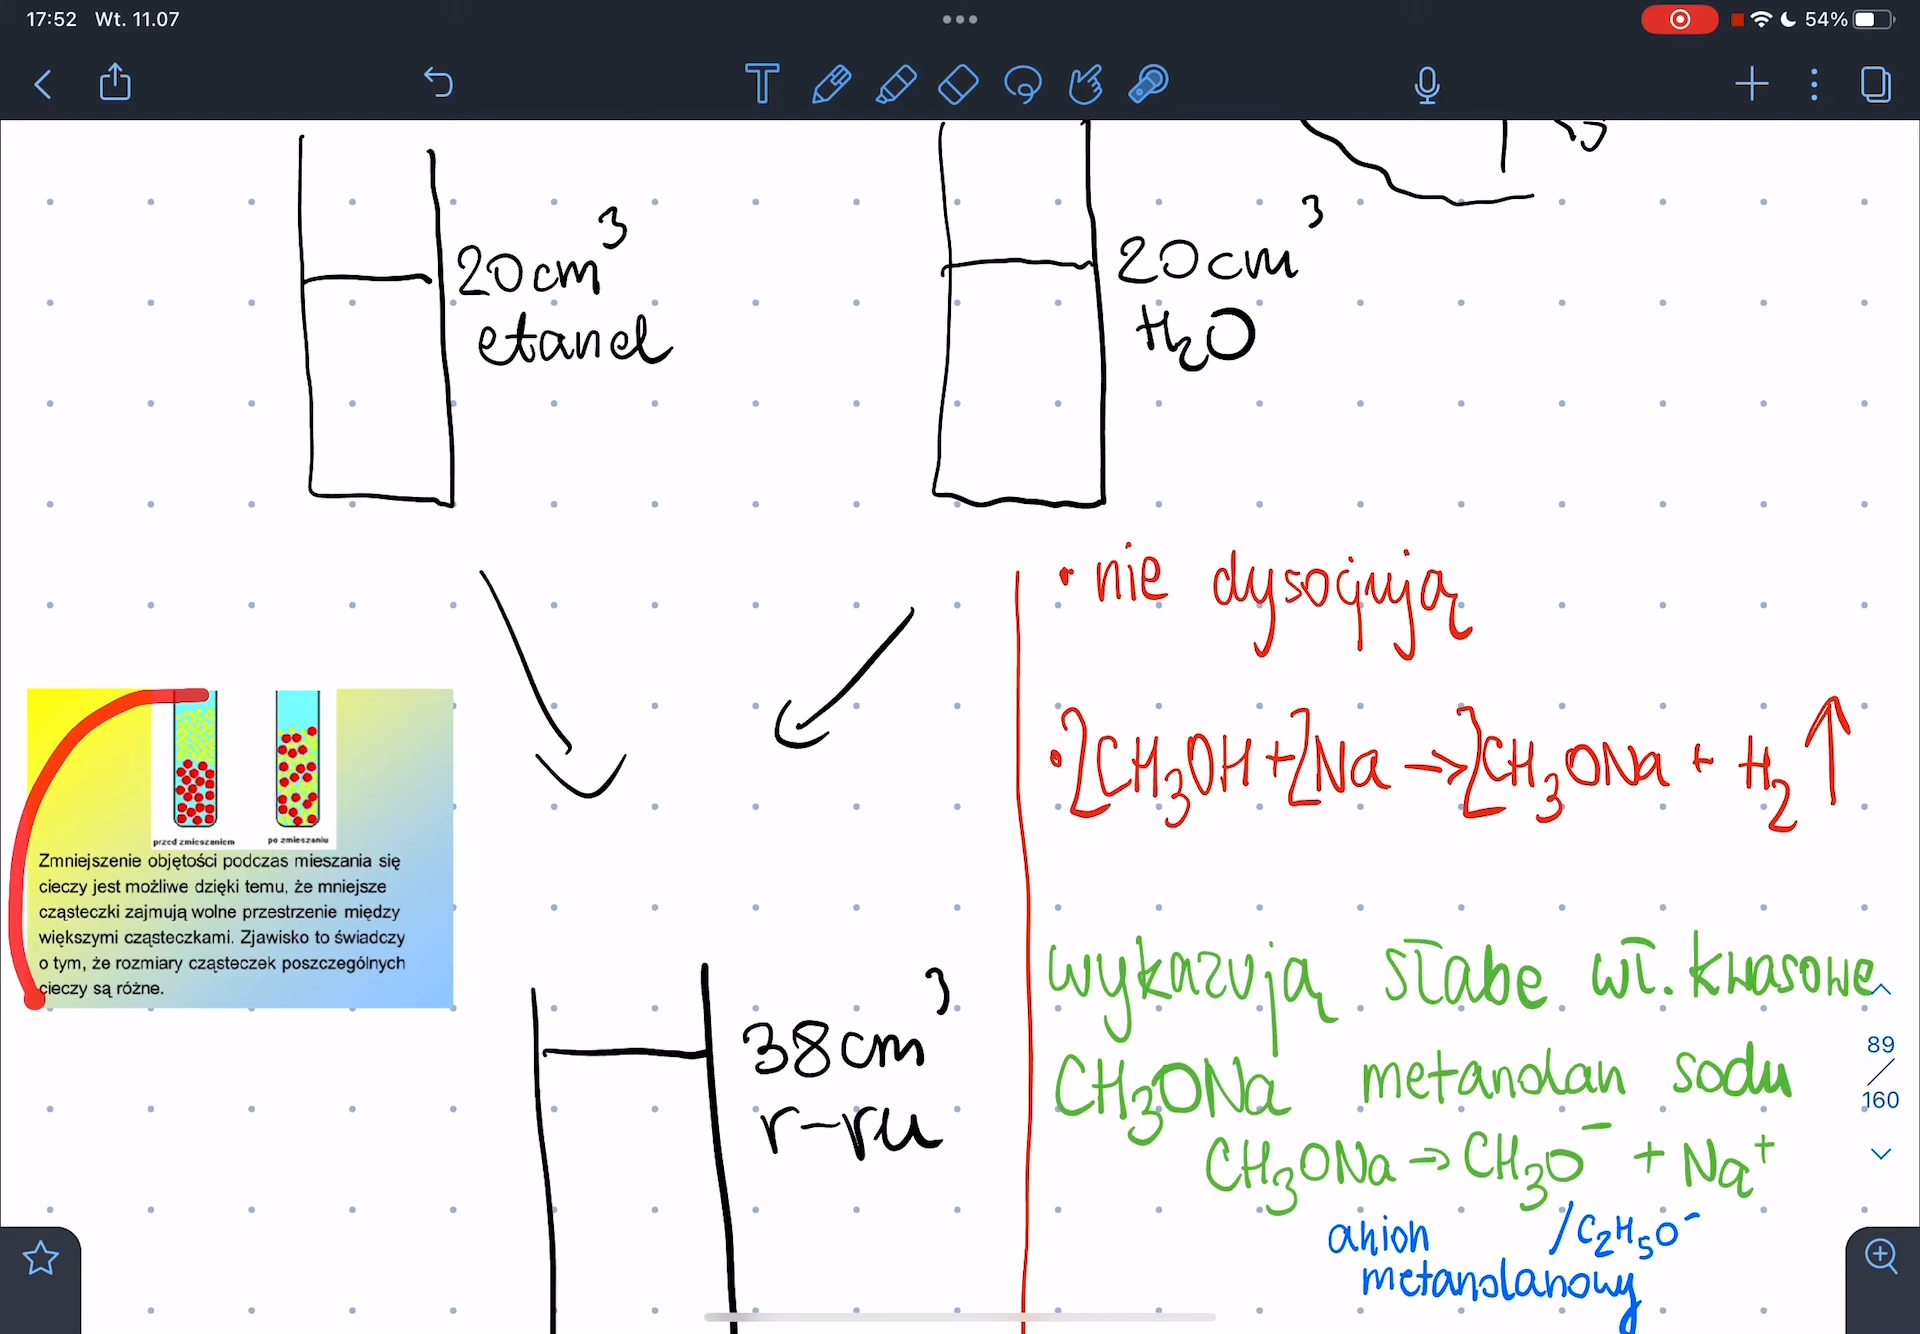 17:52 Wt. 11.07
54%
20cm³
etanol
20cm³
H₂O
• nie dysocjują
• 2CH₃OH + 2Na → 2CH₃ONa + H₂ ↑
przed zmieszaniem
po zmieszaniu
Zmniejszenie objętości podczas mieszania się
cieczy jest możliwe dzięki temu, że mniejsze
cząsteczki zajmują wolne przestrzenie między
większymi cząsteczkami. Zjawisko to świadczy
o tym, że rozmiary cząsteczek poszczególnych
cieczy są różne.
38cm³
r-ru
wykazują słabe wł. kwasowe
CH₃ONa metanolan sodu
CH₃ONa → CH₃O⁻ + Na⁺
anion / C₂H₅O⁻
metanolanowy
89
/
160